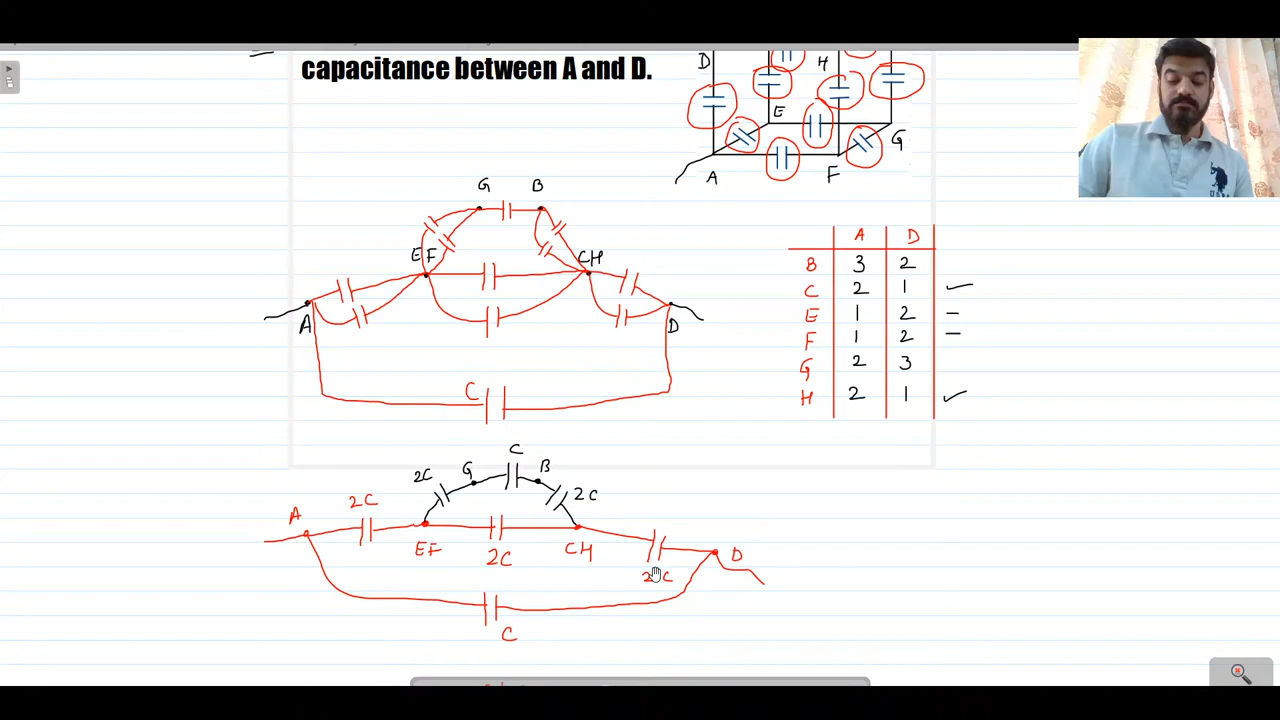 capacitance between A and D.
D H
E
G
A F
G B
EF CH
A D
C
A D
B 3 2
C 2 1
E 1 2
F 1 2
G 2 3
H 2 1
C
2C G B 2C
2C
A
EF CH D
2C
C